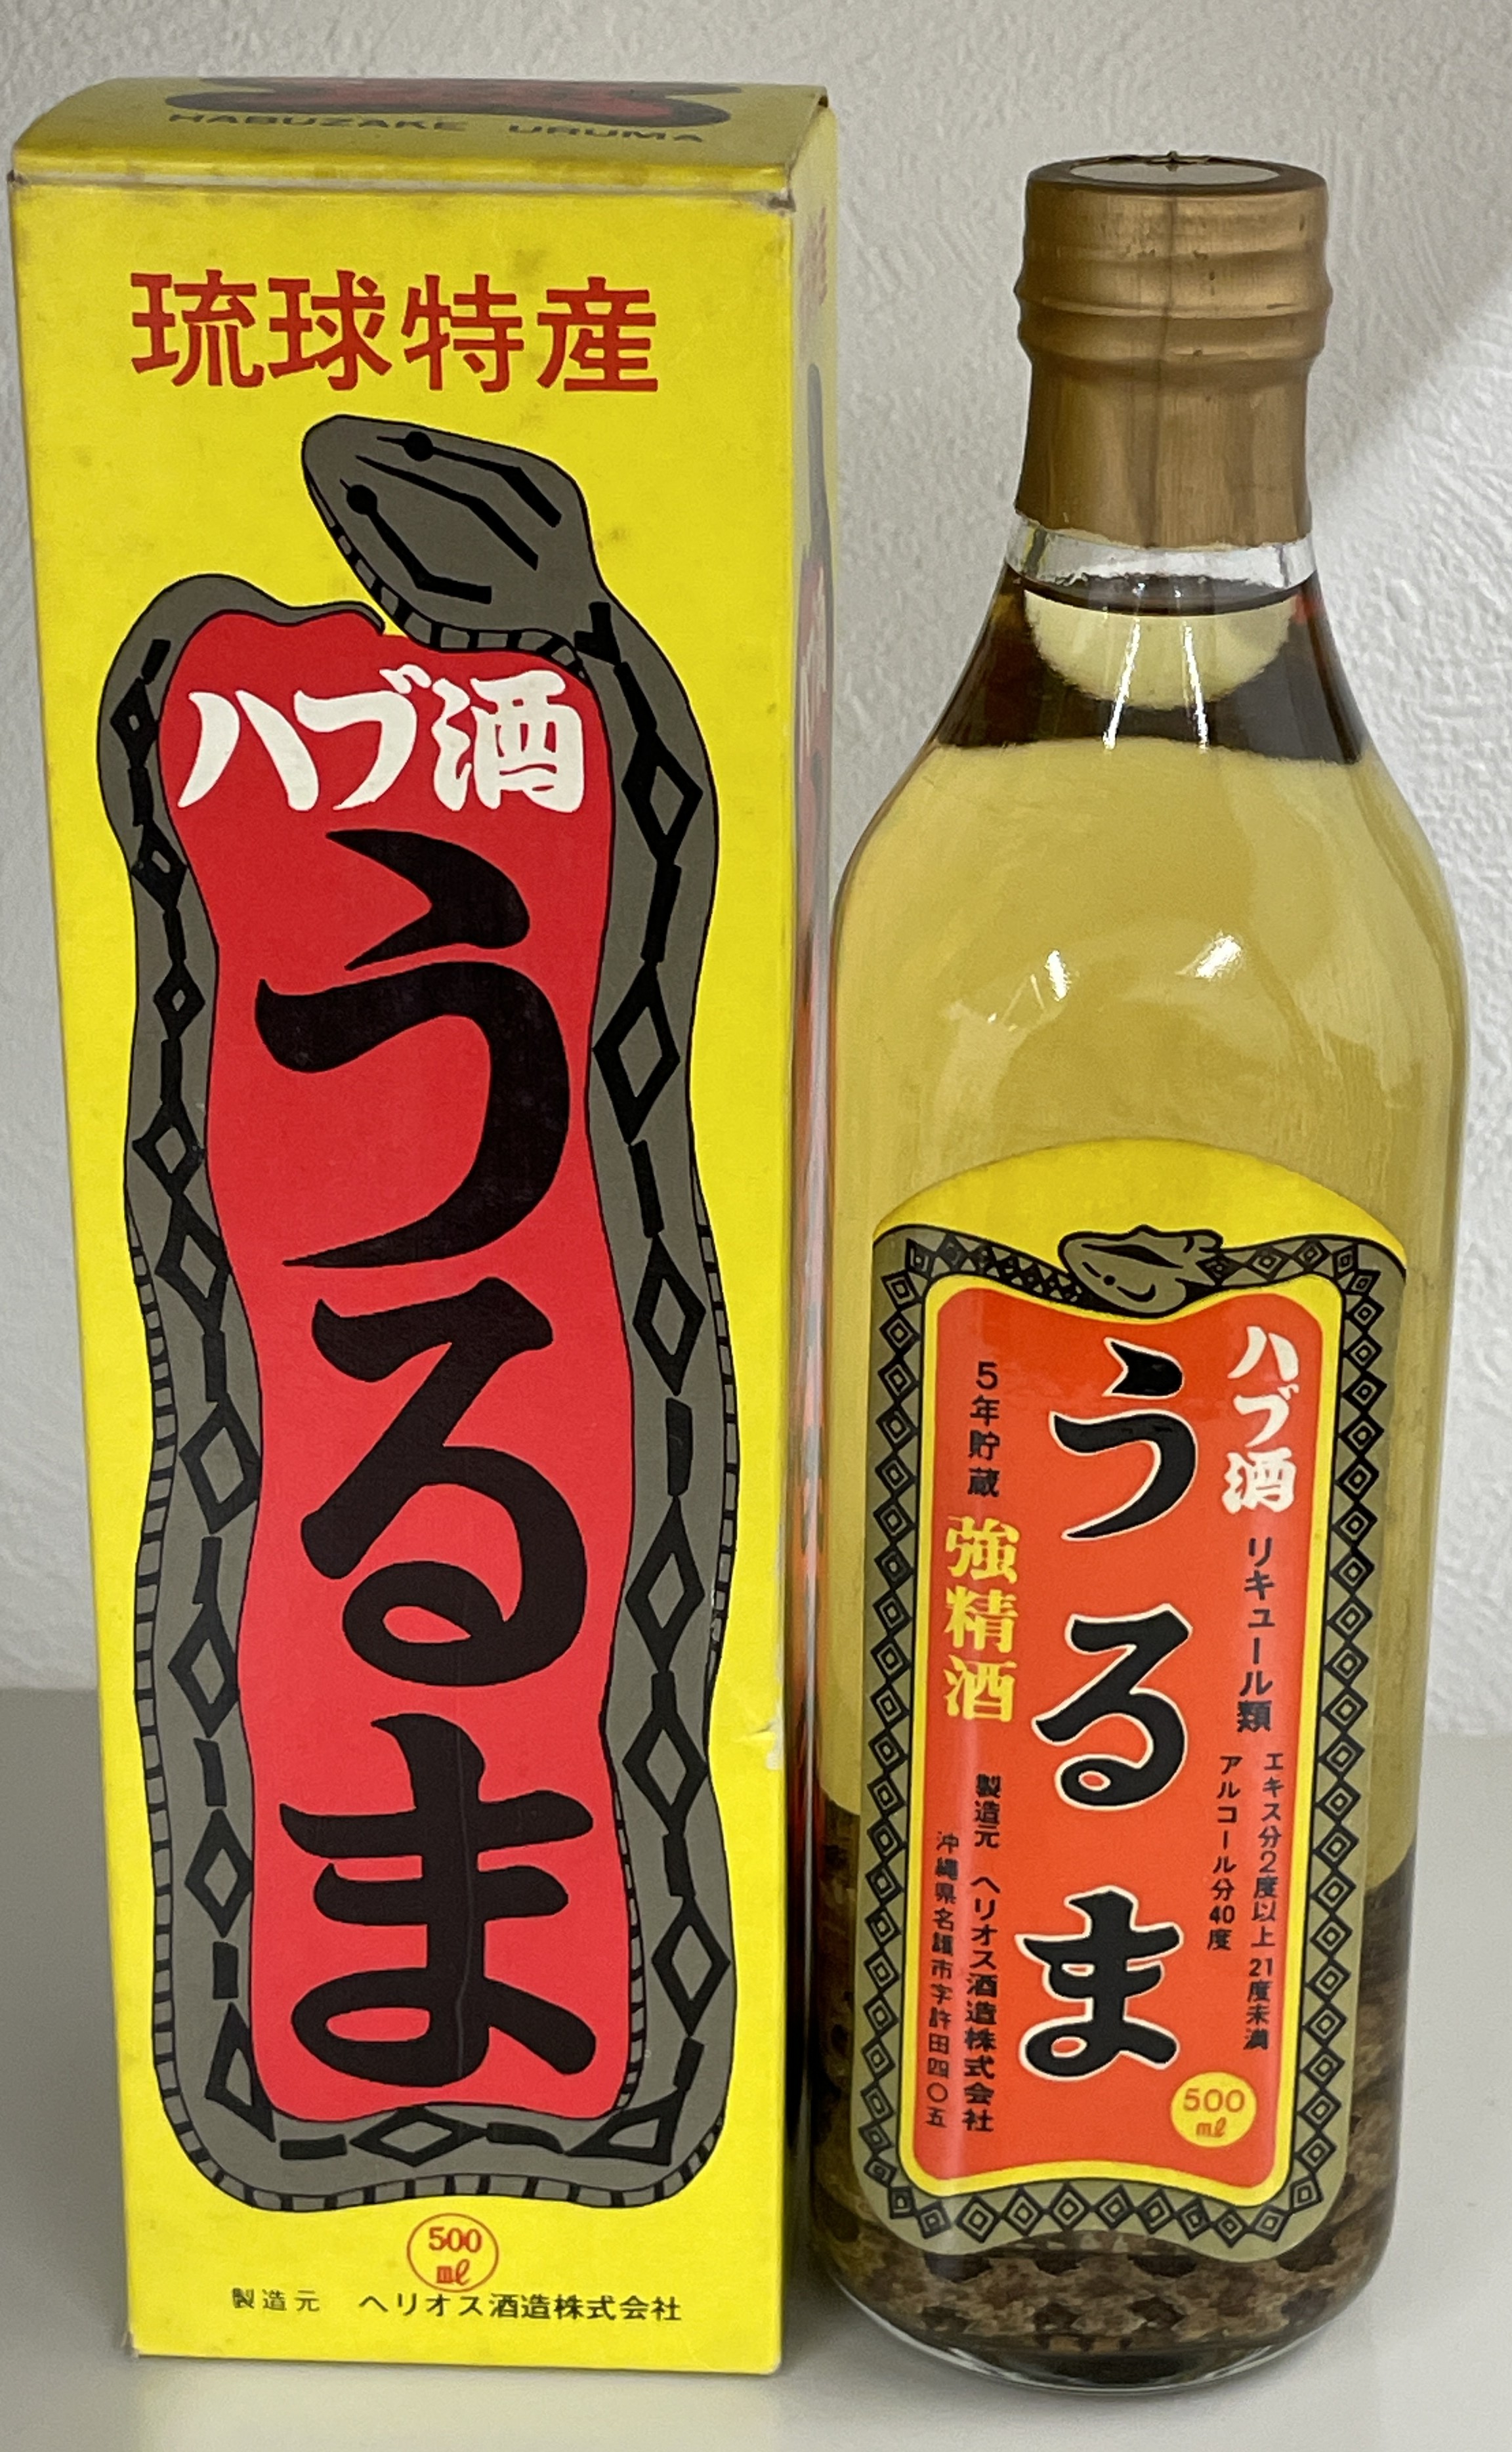 HABUZAKE URUMA
琉球特産
ハブ酒
うるま
500
ml
製造元 ヘリオス酒造株式会社
ハブ酒
リキュール類
エキス分2度以上21度未満
アルコール分40度
うるま
500
ml
5年貯蔵
強精酒
製造元 ヘリオス酒造株式会社
沖縄県名護市字許田四〇五